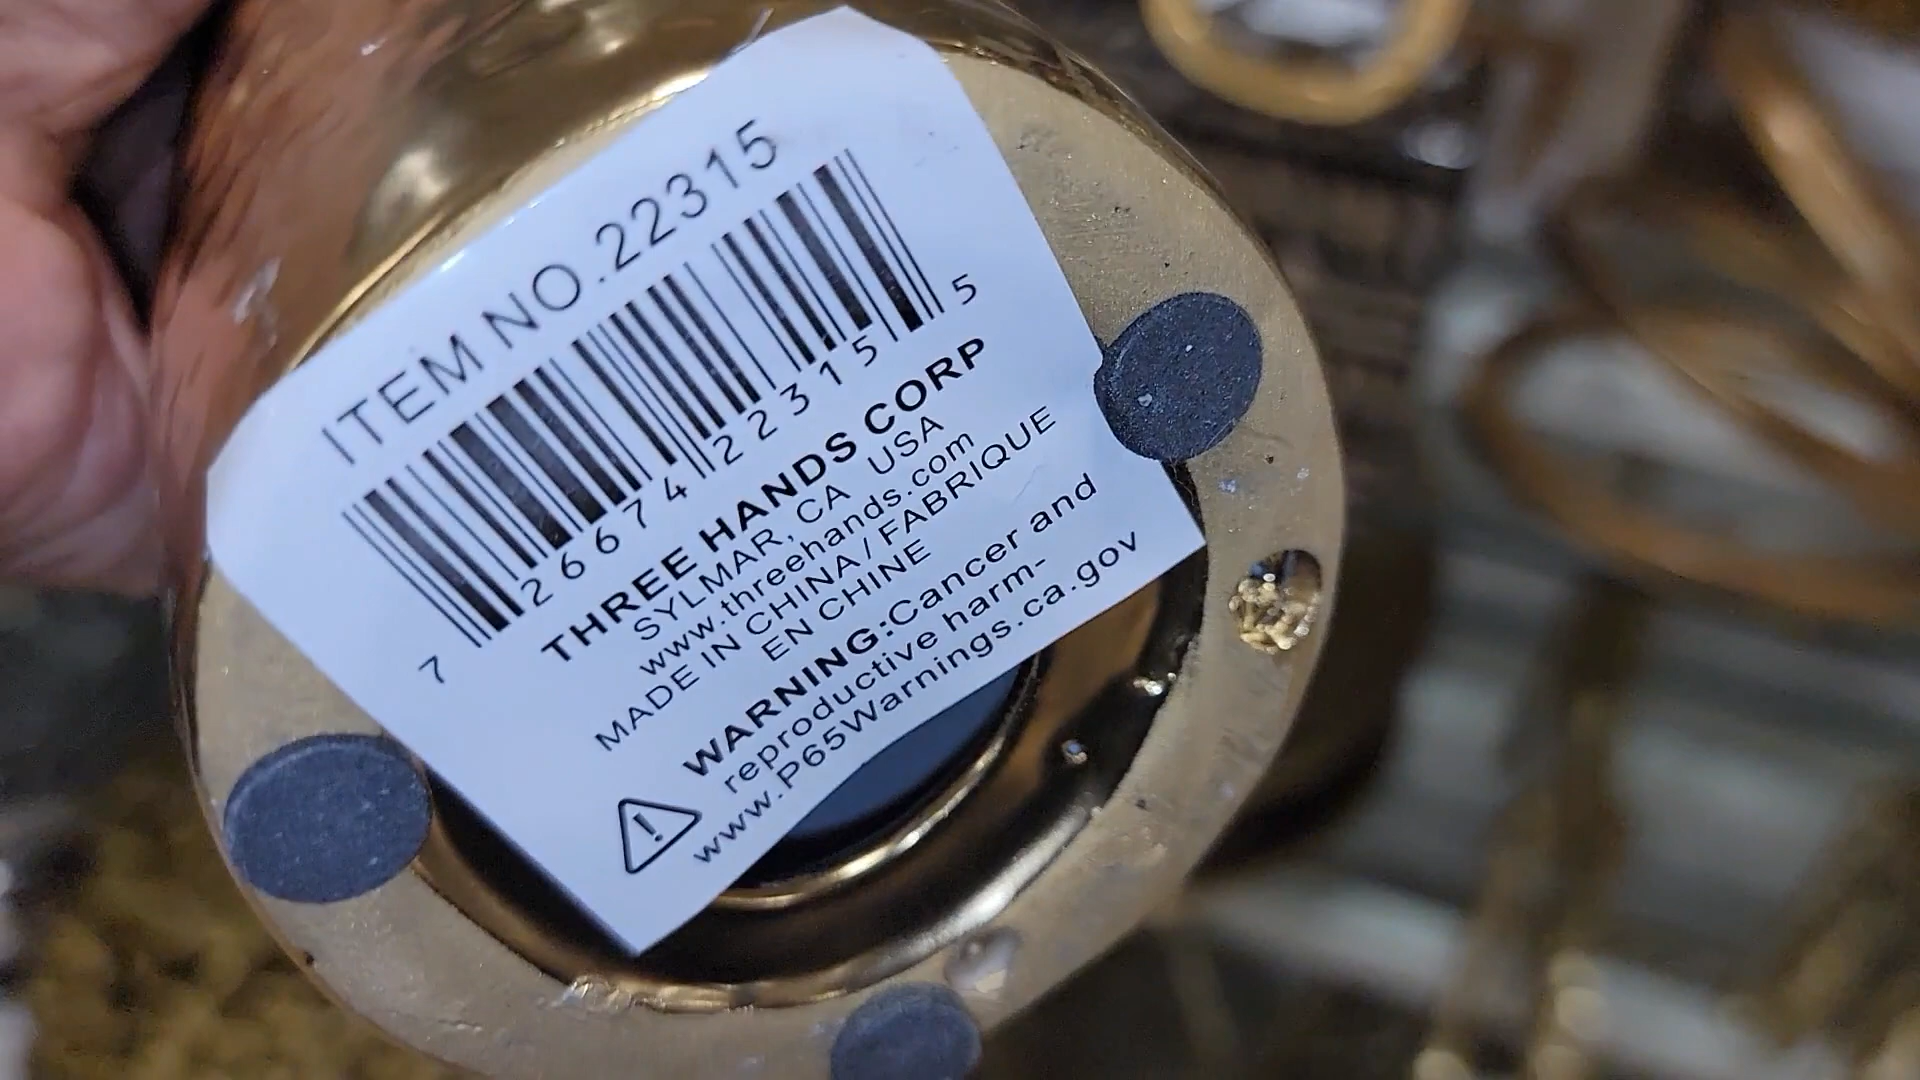 ITEM NO.22315
7 26674 22315 5
THREE HANDS CORP
SYLMAR, CA USA
www.threehands.com
MADE IN CHINA / FABRIQUE
EN CHINE
WARNING:Cancer and
reproductive harm-
www.P65Warnings.ca.gov